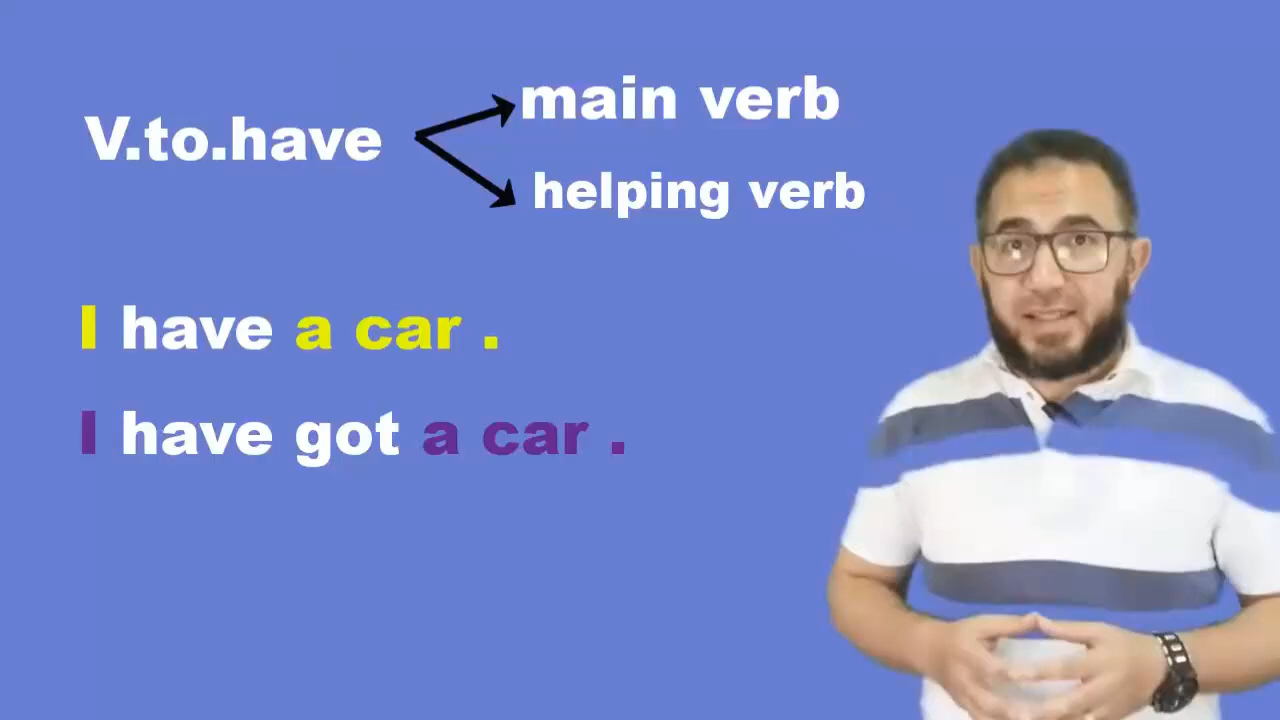 V.to.have
main verb
helping verb
I have a car .
I have got a car .